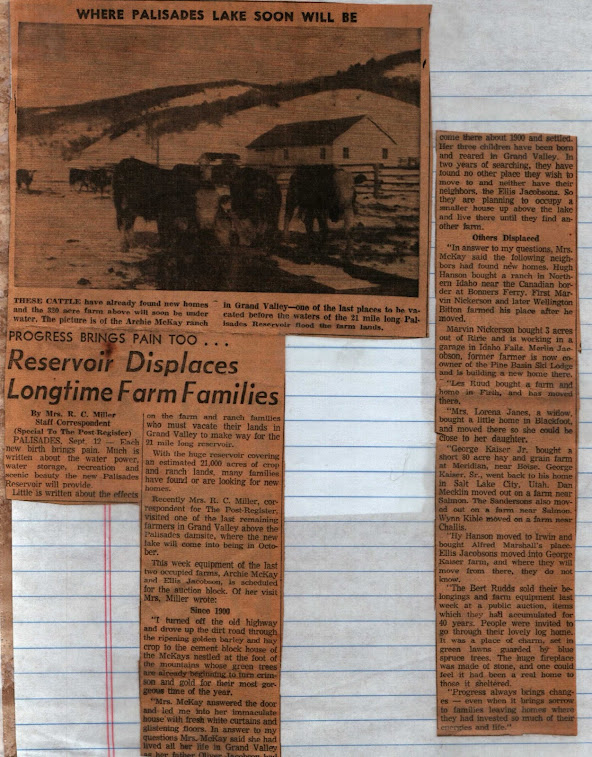 WHERE PALISADES LAKE SOON WILL BE
THESE CATTLE have already found new homes
and the 320 acre farm above will soon be under
water. The picture is of the Archie McKay ranch
in Grand Valley—one of the last places to be va-
cated before the waters of the 21 mile long Pal-
isades Reservoir flood the farm lands.
PROGRESS BRINGS PAIN TOO . . .
Reservoir Displaces
Longtime Farm Families
By Mrs. R. C. Miller
Staff Correspondent
(Special To The Post-Register)
PALISADES, Sept. 12 — Each
new birth brings pain. Much is
written about the water power,
water storage, recreation and
scenic beauty the new Palisades
Reservoir will provide.
Little is written about the effects
on the farm and ranch families
who must vacate their lands in
Grand Valley to make way for the
21 mile long reservoir.
With the huge reservoir covering
an estimated 21,000 acres of crop
and ranch lands, many families
have found or are looking for new
homes.
Recently Mrs. R. C. Miller, cor-
respondent for The Post-Register,
visited one of the last remaining
farmers in Grand Valley above the
Palisades damsite, where the new
lake will come into being in Octo-
ber.
This week equipment of the last
two occupied farms, Archie McKay
and Ellis Jacobson, is scheduled
for the auction block. Of her visit
Mrs. Miller wrote:
Since 1900
"I turned off the old highway
and drove up the dirt road through
the ripening golden barley and hay
crop to the cement block house of
the McKays nestled at the foot of
the mountains whose green trees
are already beginning to turn crim-
son and gold for their most gor-
geous time of the year.
"Mrs. McKay answered the door
and led me into her immaculate
house with fresh white curtains and
glistening floors. In answer to my
questions Mrs. McKay said she had
lived all her life in Grand Valley
as her father Oliver Jacobson had
come there about 1900 and settled.
Her three children have been born
and reared in Grand Valley. In
two years of searching, they have
found no other place they wish to
move to and neither have their
neighbors, the Ellis Jacobsons. So
they are planning to occupy a
smaller house up above the lake
and live there until they find an-
other farm.
Others Displaced
"In answer to my questions, Mrs.
McKay said the following neigh-
bors had found new homes. Hugh
Hanson bought a ranch in North-
ern Idaho near the Canadian bor-
der at Bonners Ferry. First Mar-
vin Nickerson and later Wellington
Hilton farmed his place after he
moved.
Marvin Nickerson bought 3 acres
out of Ririe and is working in a
garage in Idaho Falls. Merlin Jac-
obson, former farmer is now co-
owner of the Pine Basin Ski Lodge
and is building a new home there.
"Les Ruud bought a farm and
home in Firth, and has moved
there.
"Mrs. Lorena Janes, a widow,
bought a little home in Blackfoot,
and moved there so she could be
close to her daughter.
"George Kaiser Jr. bought a
short 80 acre hay and grain farm
at Meridian, near Boise. George
Kaiser, Sr., went back to his home
in Salt Lake City, Utah. Dan
Mecklin moved out on a farm near
Salmon. The Sandersons also mov-
ed out on a farm near Salmon.
Wynn Kihle moved on a farm near
Challis.
"Hy Hanson moved to Irwin and
bought Alfred Marshall's place.
Ellis Jacobsons moved into George
Kaiser farm, and where they will
move from there, they do not
know.
"The Bert Rudds sold their be-
longings and farm equipment last
week at a public auction, items
which they had accumulated for
40 years. People were invited to
go through their lovely log home.
It was a place of charm, set in
green lawns guarded by blue
spruce trees. The huge fireplace
was made of stone, and one could
feel it had been a real home to
those it sheltered.
"Progress always brings chang-
es — even when it brings sorrow
to families leaving homes where
they had invested so much of their
energies and life."